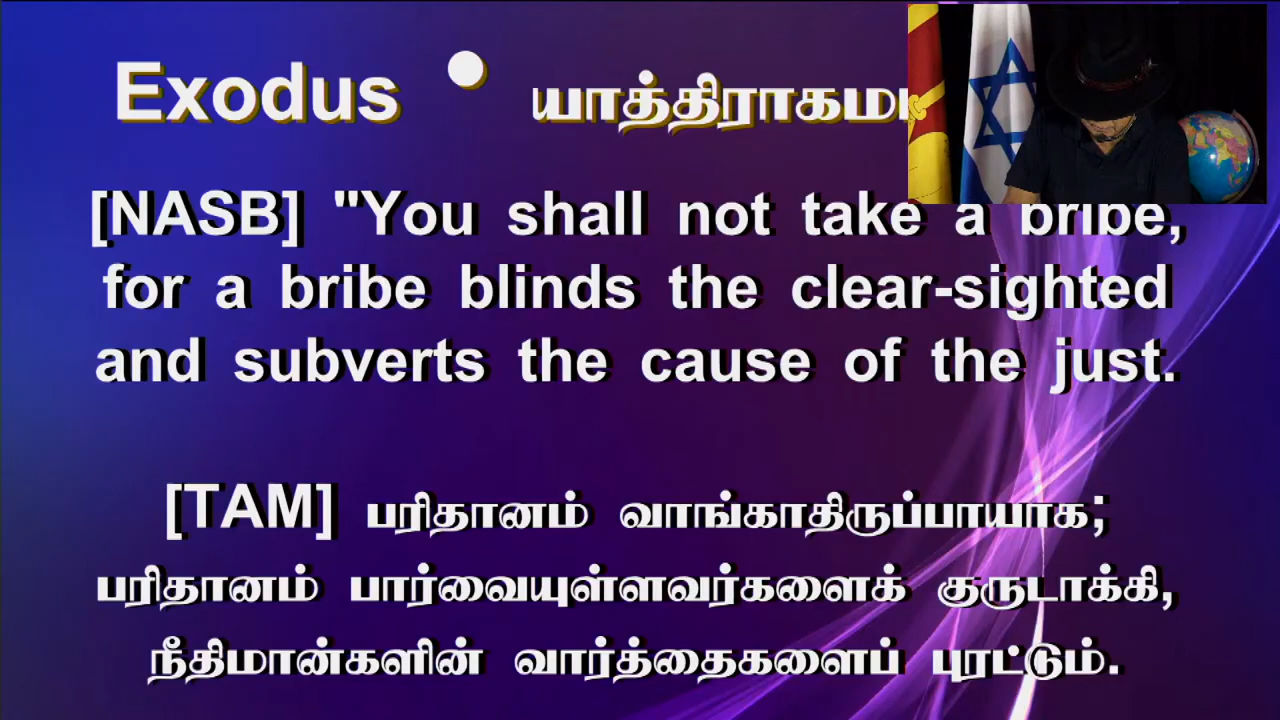 Exodus • யாத்திராகம
[NASB] "You shall not take a bribe,
for a bribe blinds the clear-sighted
and subverts the cause of the just.
[TAM] பரிதானம் வாங்காதிருப்பாயாக;
பரிதானம் பார்வையுள்ளவர்களைக் குருடாக்கி,
நீதிமான்களின் வார்த்தைகளைப் புரட்டும்.